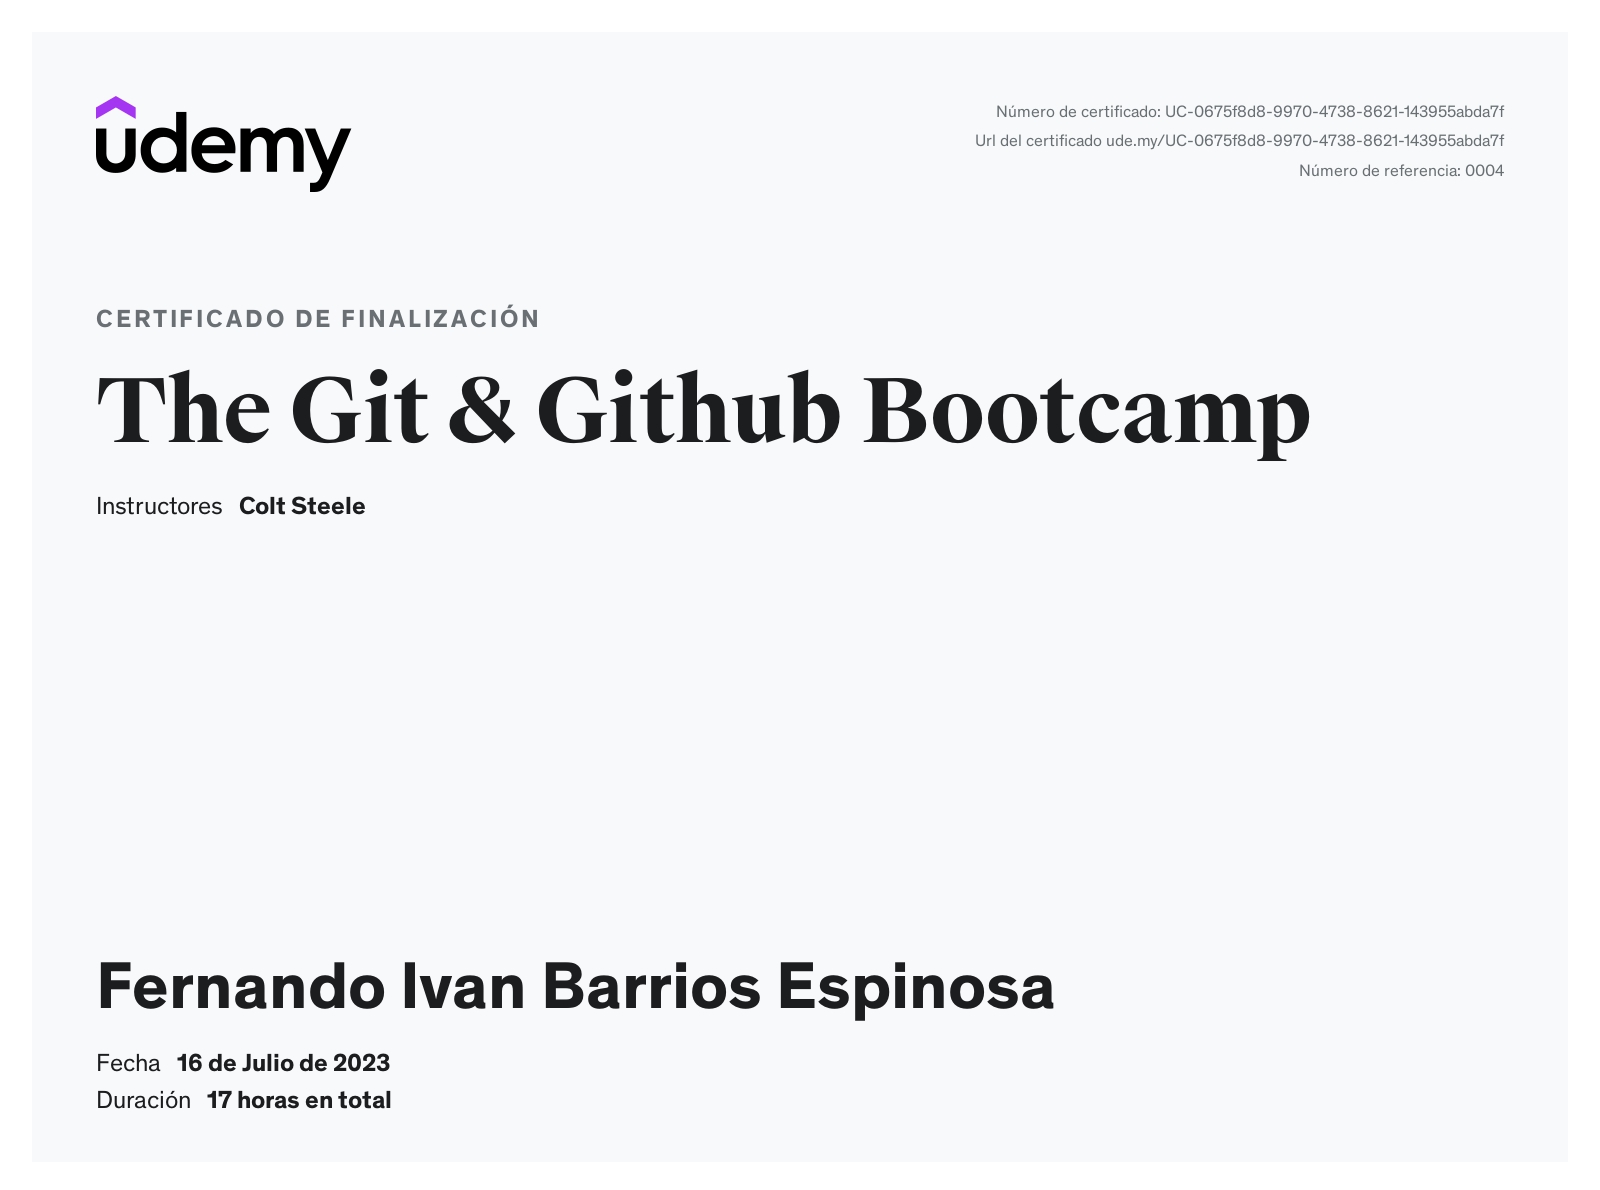 udemy
Número de certificado: UC-0675f8d8-9970-4738-8621-143955abda7f
Url del certificado ude.my/UC-0675f8d8-9970-4738-8621-143955abda7f
Número de referencia: 0004
CERTIFICADO DE FINALIZACIÓN
The Git & Github Bootcamp
Instructores Colt Steele
Fernando Ivan Barrios Espinosa
Fecha 16 de Julio de 2023
Duración 17 horas en total